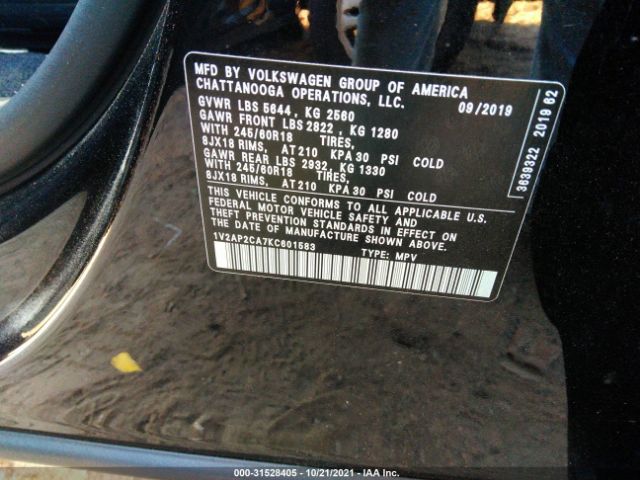 MFD BY VOLKSWAGEN GROUP OF AMERICA
CHATTANOOGA OPERATIONS, LLC. 09/2019
GVWR LBS 5644 , KG 2560
GAWR FRONT LBS 2822 , KG 1280
WITH 245/60R18 TIRES,
8JX18 RIMS, AT 210 KPA 30 PSI COLD
GAWR REAR LBS 2932, KG 1330
WITH 245/60R18 TIRES,
8JX18 RIMS, AT 210 KPA 30 PSI COLD
THIS VEHICLE CONFORMS TO ALL APPLICABLE U.S.
FEDERAL MOTOR VEHICLE SAFETY AND
THEFT PREVENTION STANDARDS IN EFFECT ON THE
DATE OF MANUFACTURE SHOWN ABOVE.
1V2AP2CA7KC601583 TYPE: MPV
3639322 2019 62
000-31528405 - 10/21/2021 - IAA Inc.